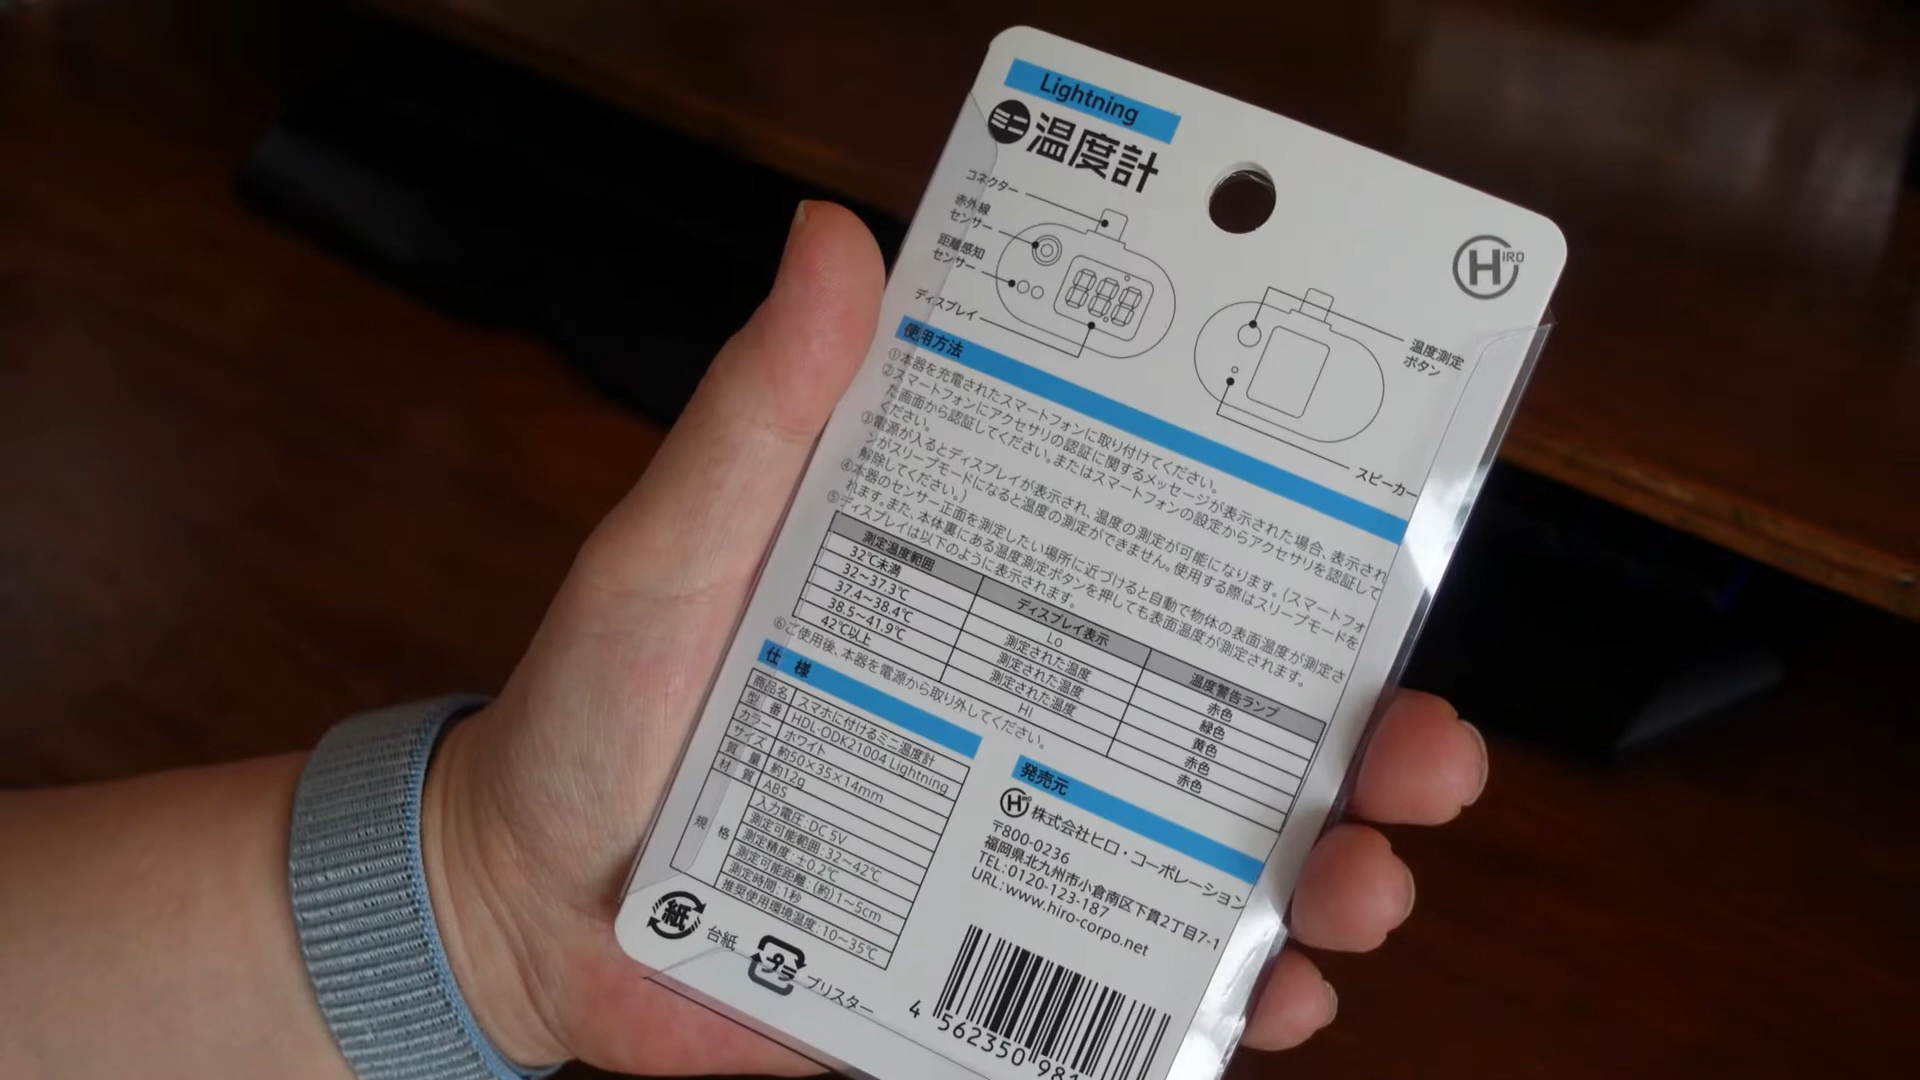 Lightning
ミニ温度計
コネクター
赤外線
センサー
距離感知
センサー
ディスプレイ
888
HIRO
温度測定
ボタン
スピーカー
使用方法
①本器を充電されたスマートフォンに取り付けてください。
②スマートフォンにアクセサリの認証に関するメッセージが表示された場合、表示され
た画面から認証してください。またはスマートフォンの設定からアクセサリを認証して
ください。
③電源が入るとディスプレイが表示され、温度の測定が可能になります。(スマートフォ
ンがスリープモードになると温度の測定ができません。使用する際はスリープモードを
解除してください。)
④本器のセンサー正面を測定したい場所に近づけると自動で物体の表面温度が測定さ
れます。また、本体裏にある温度測定ボタンを押しても表面温度が測定されます。
⑤ディスプレイは以下のように表示されます。
測定温度範囲 ディスプレイ表示 温度警告ランプ
32℃未満 Lo 赤色
32～37.3℃ 測定された温度 緑色
37.4～38.4℃ 測定された温度 黄色
38.5～41.9℃ 測定された温度 赤色
42℃以上 HI 赤色
⑥ご使用後、本器を電源から取り外してください。
仕様
商品名 スマホに付けるミニ温度計
型番 HDL-ODK21004 Lightning
カラー ホワイト
サイズ 約50×35×14mm
質量 約12g
材質 ABS
規格 入力電圧:DC 5V
測定可能範囲:32～42℃
測定精度:±0.2℃
測定可能距離:(約)1～5cm
測定時間:1秒
推奨使用環境温度:10～35℃
発売元
HIRO 株式会社ヒロ・コーポレーション
〒800-0236
福岡県北九州市小倉南区下貫2丁目7-1
TEL:0120-123-187
URL:www.hiro-corpo.net
紙 台紙
プラ ブリスター
4 562350 981